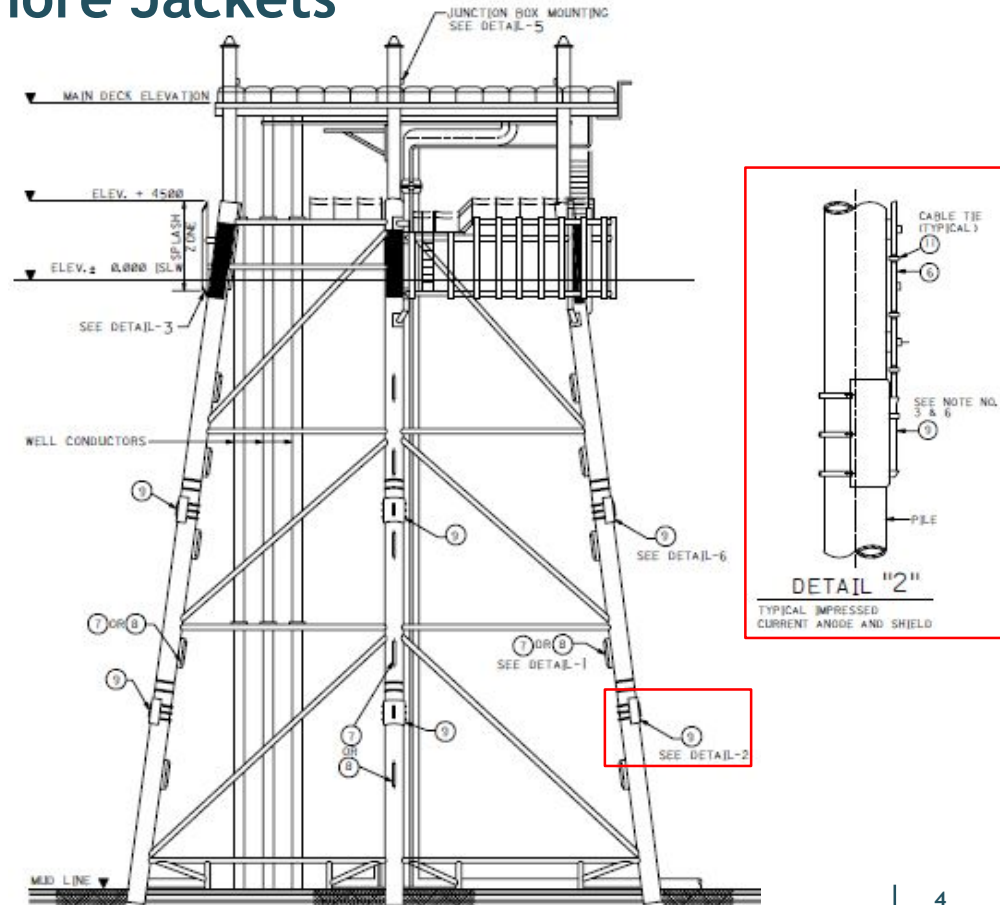 ore Jackets
JUNCTION BOX MOUNTING
SEE DETAIL-5
MAIN DECK ELEVATION
ELEV. + 4500
SPLASH
ZONE
ELEV.± 0.000 ISLW
SEE DETAIL-3
WELL CONDUCTORS
9
9
9
SEE DETAIL-6
7 OR 8
7 OR 8
SEE DETAIL-1
9
7
OR
8
9
9
SEE DETAIL-2
MUD LINE
CABLE TIE
(TYPICAL)
11
6
SEE NOTE NO.
3 & 6
9
PILE
DETAIL "2"
TYPICAL IMPRESSED
CURRENT ANODE AND SHIELD
4